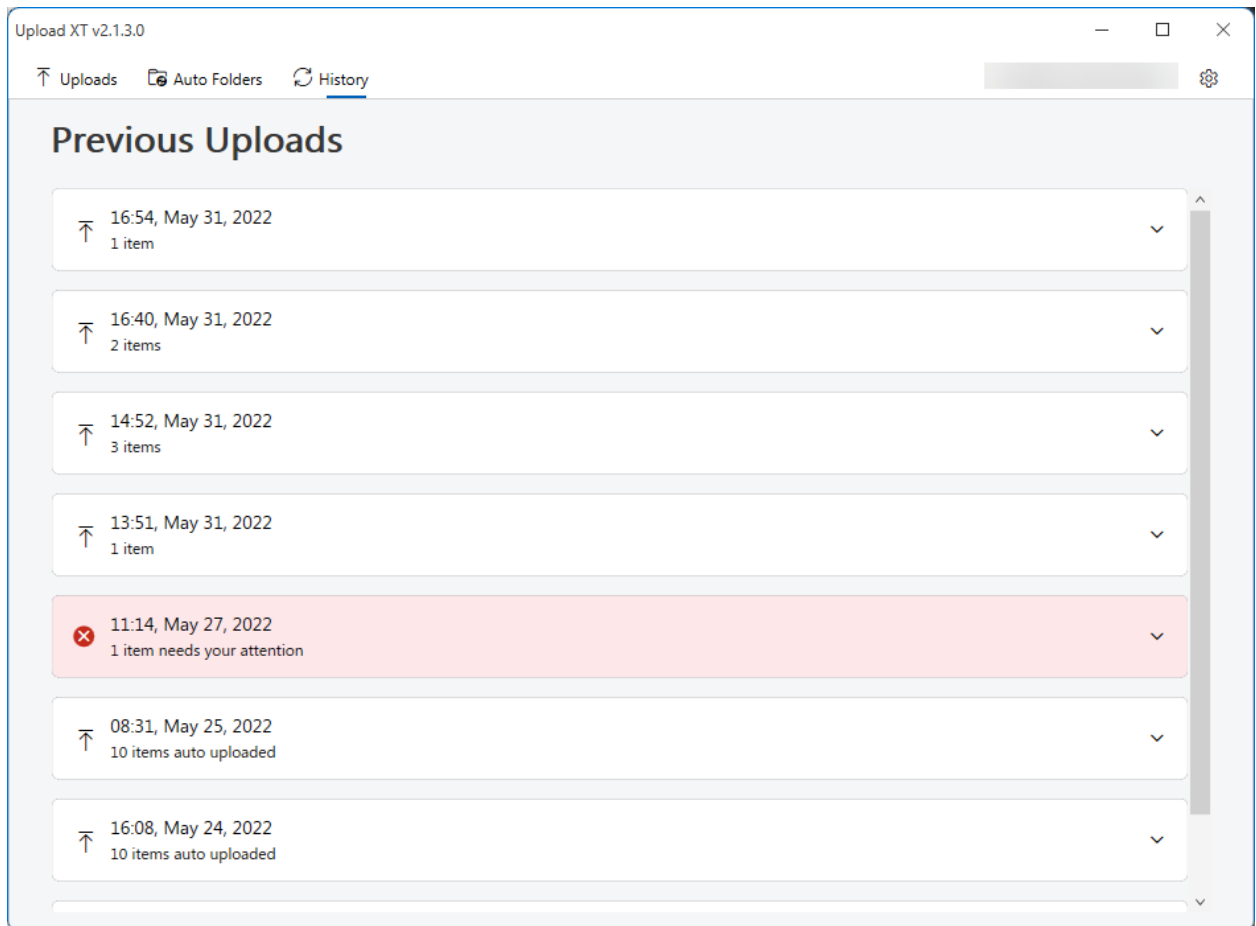 Upload XT v2.1.3.0
Uploads Auto Folders History
Previous Uploads
16:54, May 31, 2022
1 item
16:40, May 31, 2022
2 items
14:52, May 31, 2022
3 items
13:51, May 31, 2022
1 item
11:14, May 27, 2022
1 item needs your attention
08:31, May 25, 2022
10 items auto uploaded
16:08, May 24, 2022
10 items auto uploaded